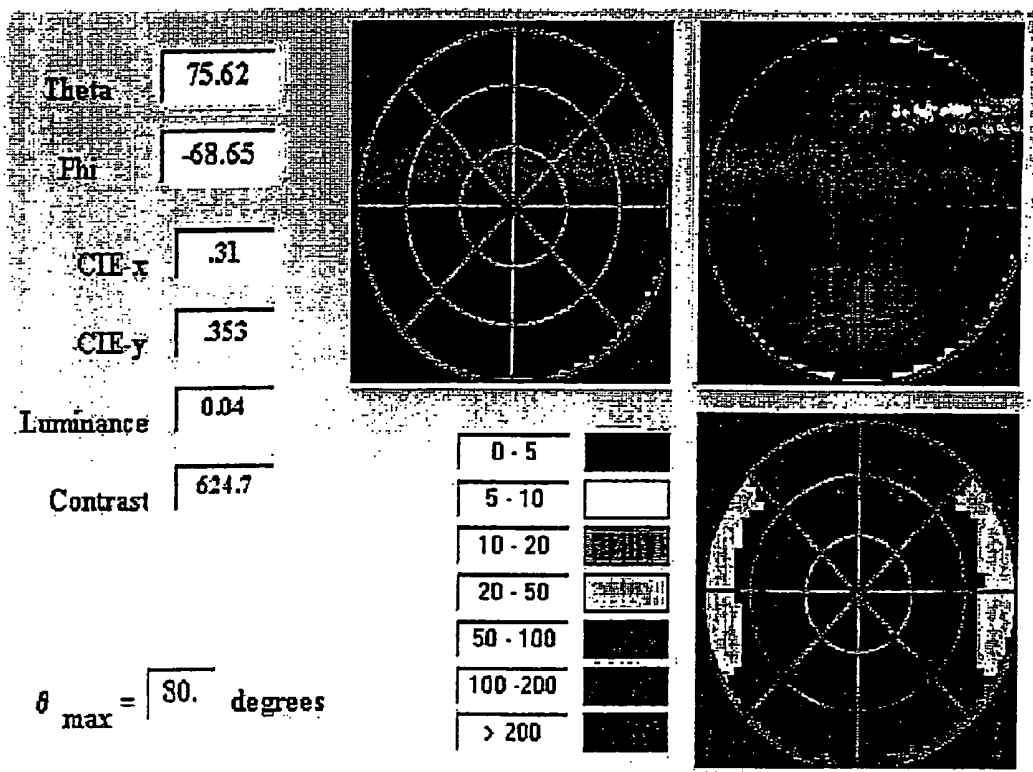 Theta 75.62
Phi -68.65
CIE-x .31
CIE-y .353
Luminance 0.04
Contrast 624.7
θ max = 80. degrees
0 - 5
5 - 10
10 - 20
20 - 50
50 - 100
100 -200
> 200